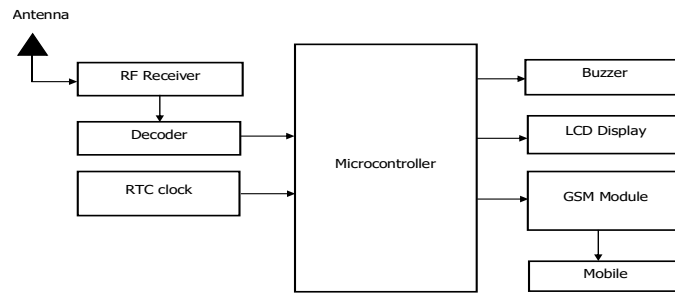 Antenna
RF Receiver
Decoder
RTC clock
Microcontroller
Buzzer
LCD Display
GSM Module
Mobile